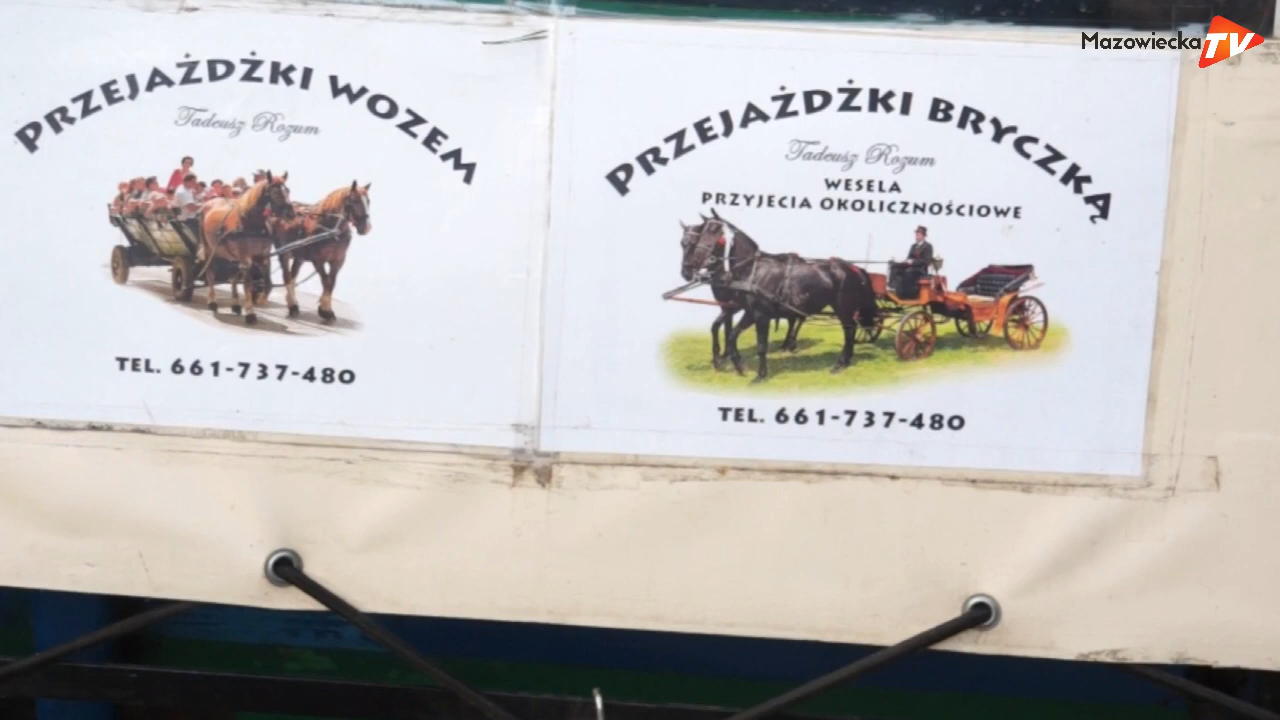 Mazowiecka TV
PRZEJAŻDŻKI WOZEM
Tadeusz Rozum
TEL. 661-737-480
PRZEJAŻDŻKI BRYCZKĄ
Tadeusz Rozum
WESELA
PRZYJECIA OKOLICZNOŚCIOWE
TEL. 661-737-480